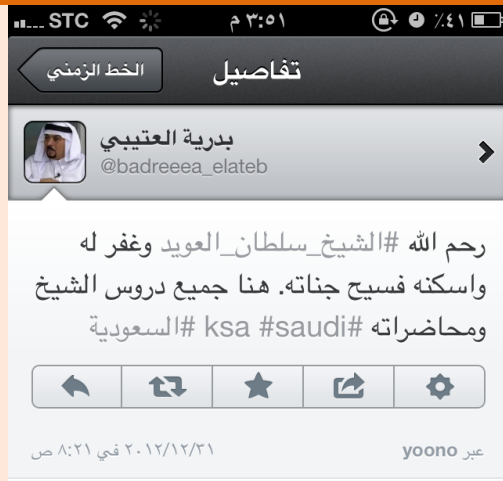 STC ٣:٥١ م ٪٤١
الخط الزمني تفاصيل
بدرية العتيبي
@badreeea_elateb
رحم الله #الشيخ_سلطان_العويد وغفر له
واسكنه فسيح جناته. هنا جميع دروس الشيخ
ومحاضراته #ksa #saudi #السعودية
٢٠١٢/١٢/٣١ في ٨:٢١ ص عبر yoono